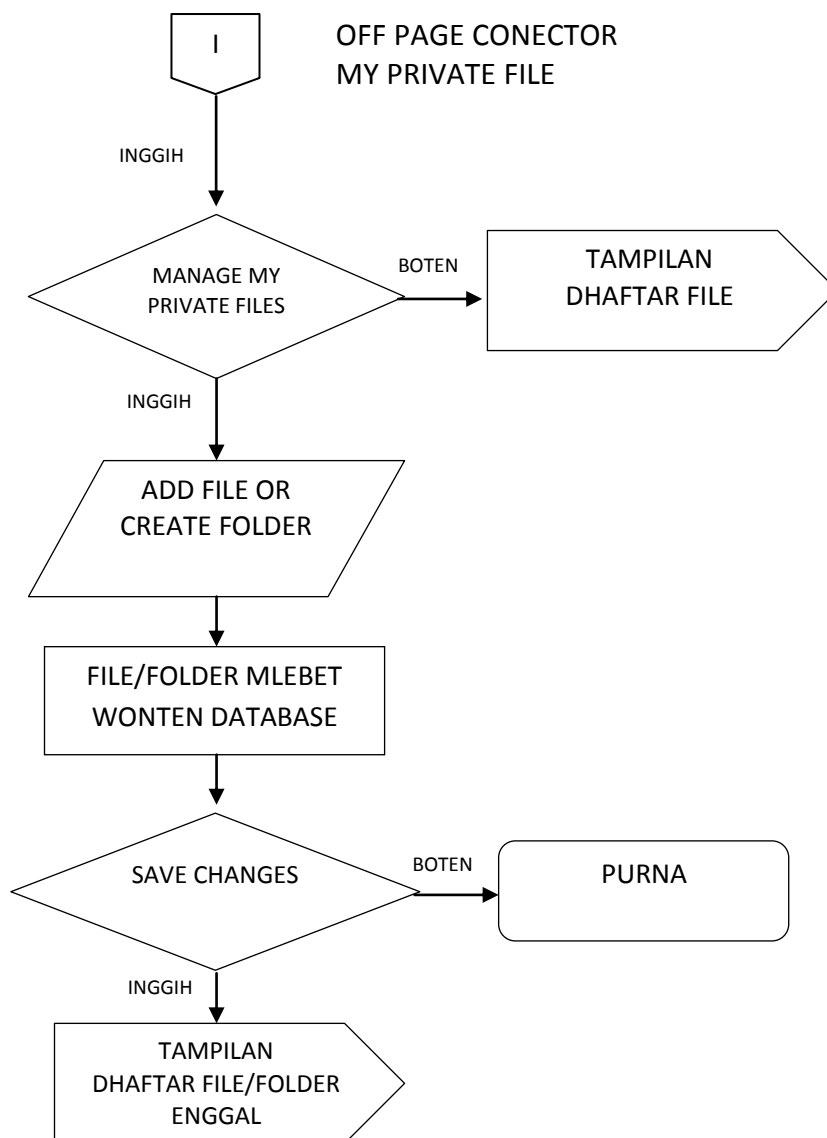 I
OFF PAGE CONECTOR
MY PRIVATE FILE
INGGIH
MANAGE MY
PRIVATE FILES
BOTEN
TAMPILAN
DHAFTAR FILE
INGGIH
ADD FILE OR
CREATE FOLDER
FILE/FOLDER MLEBET
WONTEN DATABASE
SAVE CHANGES
BOTEN
PURNA
INGGIH
TAMPILAN
DHAFTAR FILE/FOLDER
ENGGAL